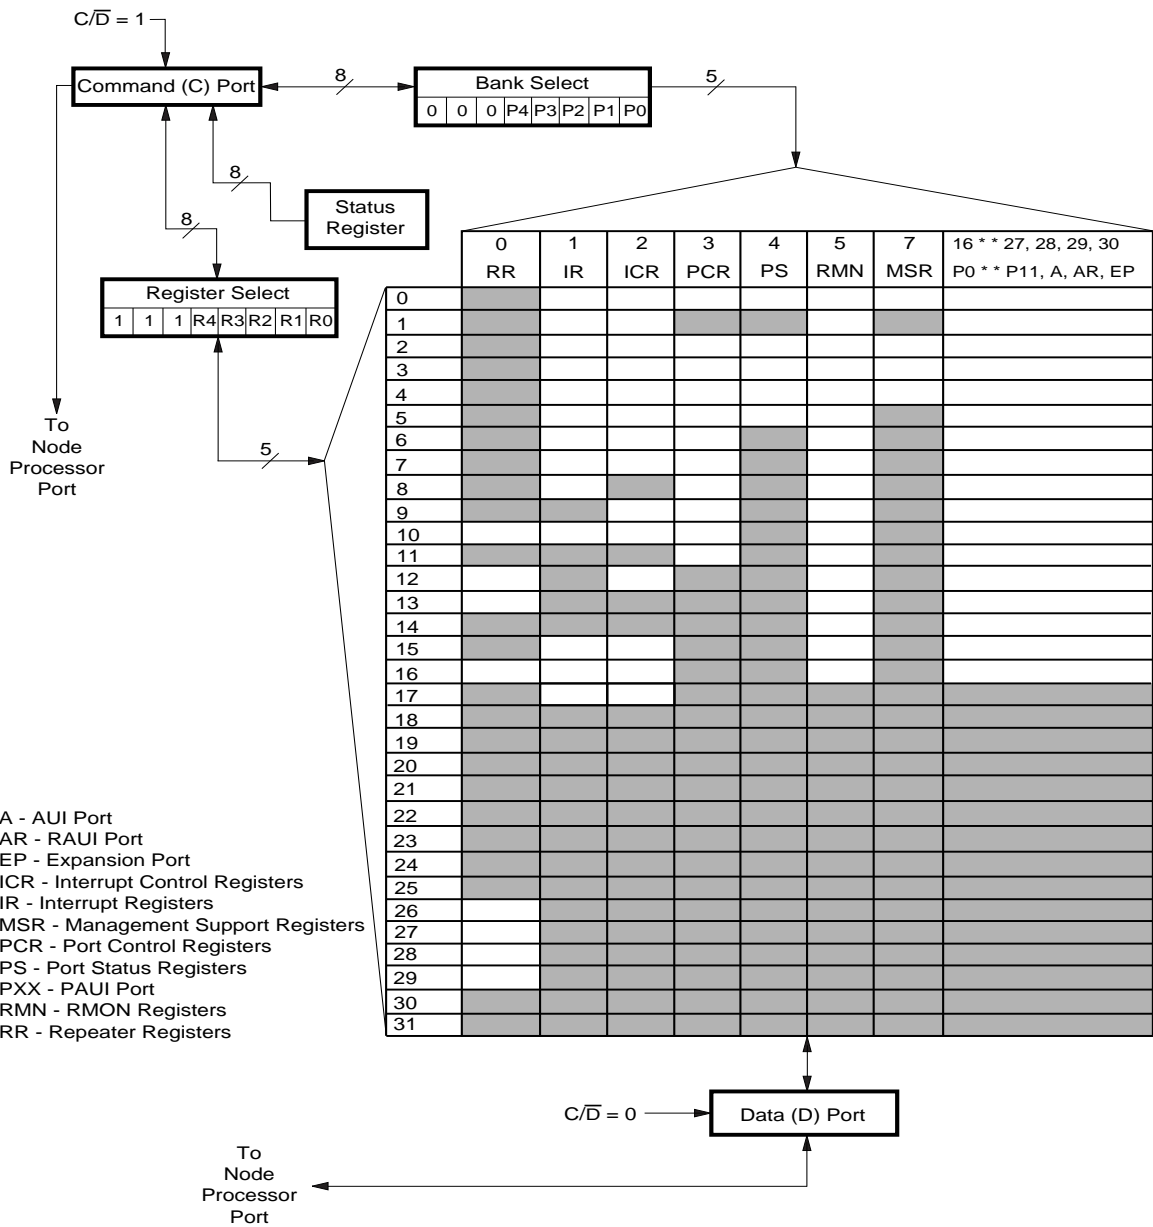 C/D̅ = 1
Command (C) Port
8
Bank Select
0 0 0 P4 P3 P2 P1 P0
5
8
Status
Register
8
Register Select
1 1 1 R4 R3 R2 R1 R0
To
Node
Processor
Port
5
0 1 2 3 4 5 7 16 * * 27, 28, 29, 30
RR IR ICR PCR PS RMN MSR P0 * * P11, A, AR, EP
0
1
2
3
4
5
6
7
8
9
10
11
12
13
14
15
16
17
18
19
20
21
22
23
24
25
26
27
28
29
30
31
A - AUI Port
AR - RAUI Port
EP - Expansion Port
ICR - Interrupt Control Registers
IR - Interrupt Registers
MSR - Management Support Registers
PCR - Port Control Registers
PS - Port Status Registers
PXX - PAUI Port
RMN - RMON Registers
RR - Repeater Registers
C/D̅ = 0
Data (D) Port
To
Node
Processor
Port